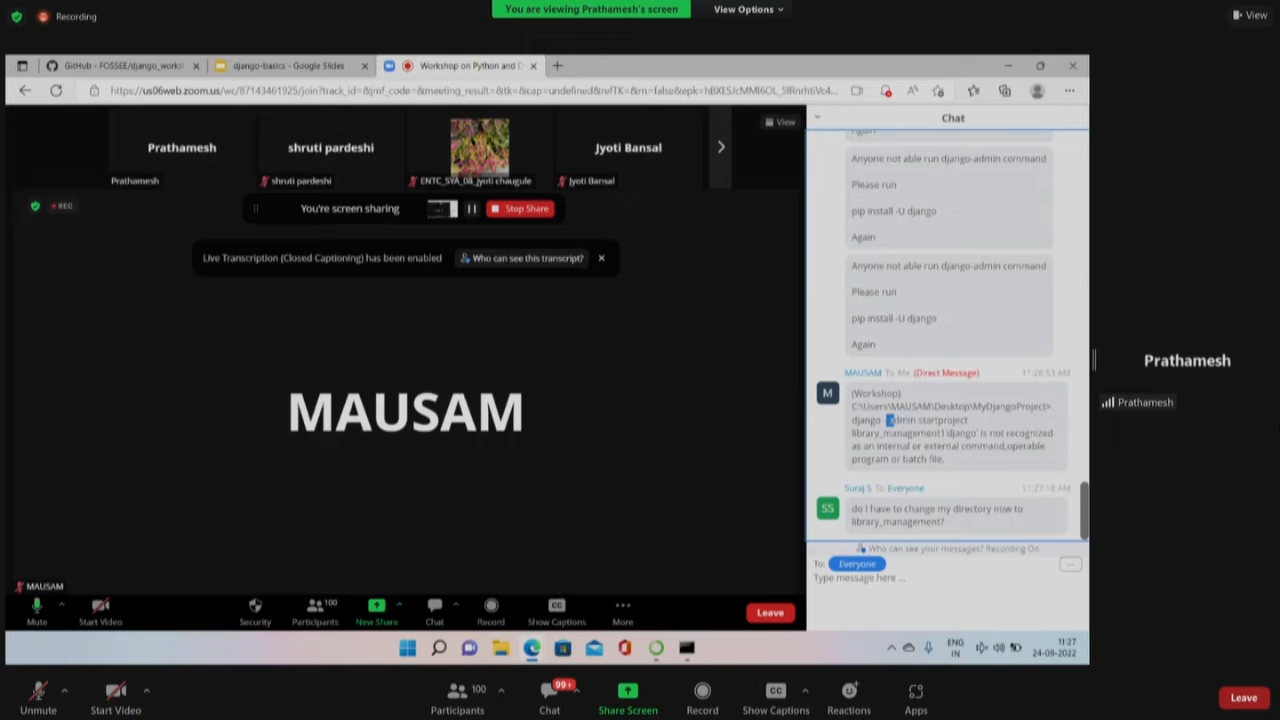 Recording
You are viewing Prathamesh's screen
View Options
View
GitHub - FOSSEE/django_works
django-basics - Google Slides
Workshop on Python and D
Chat
View
Prathamesh
shruti pardeshi
Jyoti Bansal
Prathamesh
shruti pardeshi
ENTC_SYA_08_jyoti chaugule
Jyoti Bansal
REC
You're screen sharing
Stop Share
Live Transcription (Closed Captioning) has been enabled
Who can see this transcript?
MAUSAM
MAUSAM
Again
Anyone not able run django-admin command
Please run
pip install -U django
Again
Anyone not able run django-admin command
Please run
pip install -U django
Again
MAUSAM To Me (Direct Message) 11:26:53 AM
M
(Workshop)
C:\Users\MAUSAM\Desktop\MyDjangoProject>
django -admin startproject
library_management1'django' is not recognized
as an internal or external command,operable
program or batch file.
Suraj S To Everyone 11:27:18 AM
SS
do I have to change my directory now to
library_management?
Who can see your messages? Recording On
To: Everyone
Type message here ...
Prathamesh
Prathamesh
Mute
Start Video
Security
Participants
100
New Share
Chat
Record
CC
Show Captions
More
Leave
ENG
IN
11:27
24-09-2022
Unmute
Start Video
Participants
100
Chat
99+
Share Screen
Record
CC
Show Captions
Reactions
Apps
Leave